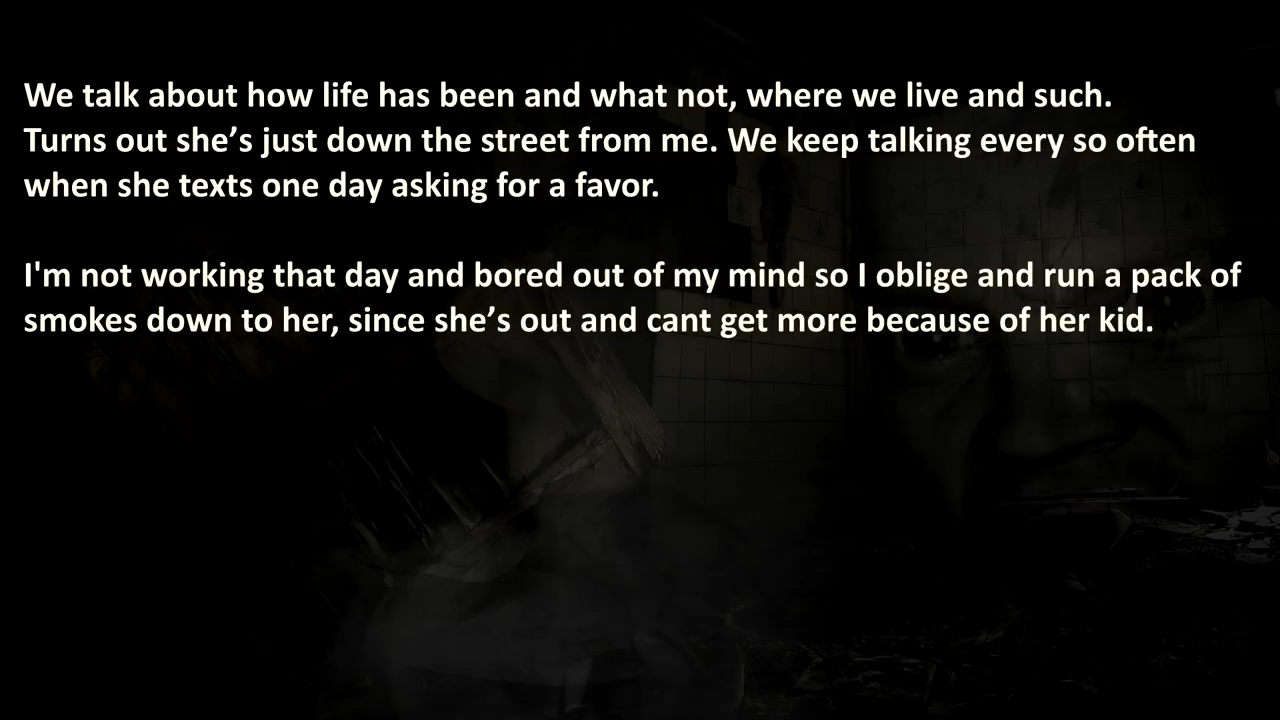 We talk about how life has been and what not, where we live and such.
Turns out she’s just down the street from me. We keep talking every so often
when she texts one day asking for a favor.
I'm not working that day and bored out of my mind so I oblige and run a pack of
smokes down to her, since she’s out and cant get more because of her kid.